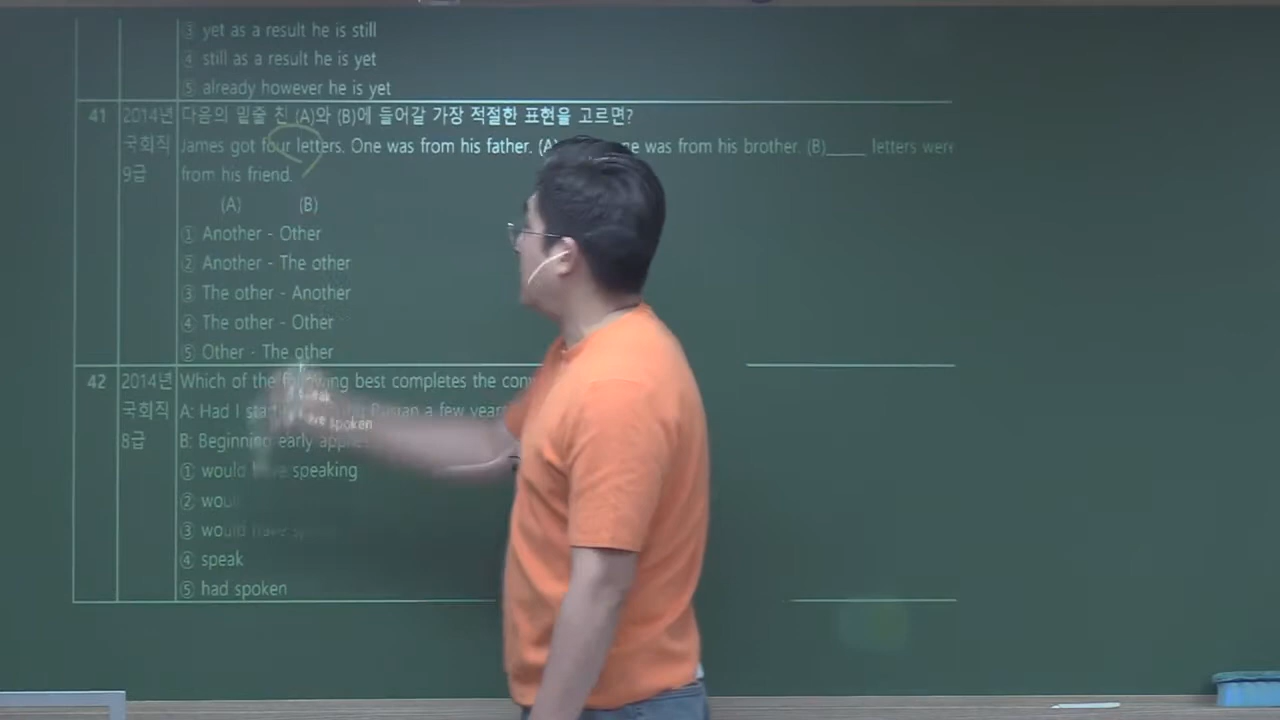 ③ yet as a result he is still
④ still as a result he is yet
⑤ already however he is yet
41 2014년 국회직 9급
다음의 밑줄 친 (A)와 (B)에 들어갈 가장 적절한 표현을 고르면?
James got four letters. One was from his father. (A) was from his brother. (B)_____ letters were
from his friend.
(A) (B)
① Another - Other
② Another - The other
③ The other - Another
④ The other - Other
⑤ Other - The other
42 2014년 국회직 8급
Which of the following best completes the
A: Had I a few years
B: Beginning early
① would have speaking
②
③ would have
④ speak
⑤ had spoken